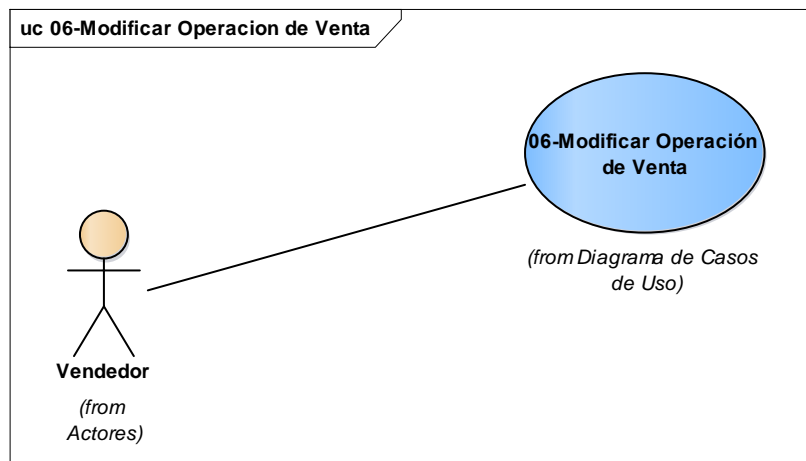 uc 06-Modificar Operacion de Venta
06-Modificar Operación
de Venta
(from Diagrama de Casos
de Uso)
Vendedor
(from
Actores)